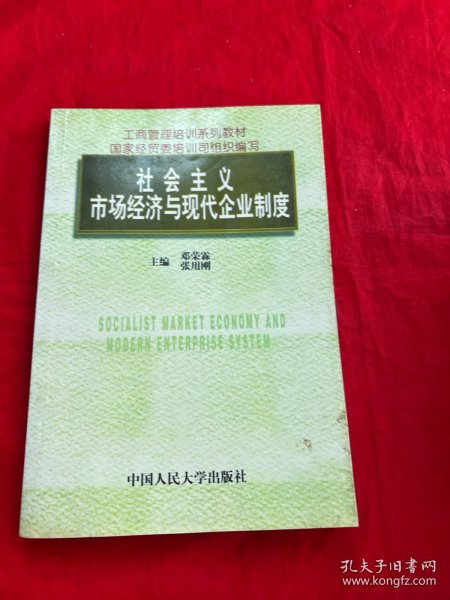 工商管理培训系列教材
国家经贸委培训司组织编写
社会主义
市场经济与现代企业制度
主编 邓荣霖
张用刚
SOCIALIST MARKET ECONOMY AND
MODERN ENTERPRISE SYSTEM
中国人民大学出版社
孔夫子旧书网
www.kongfz.com